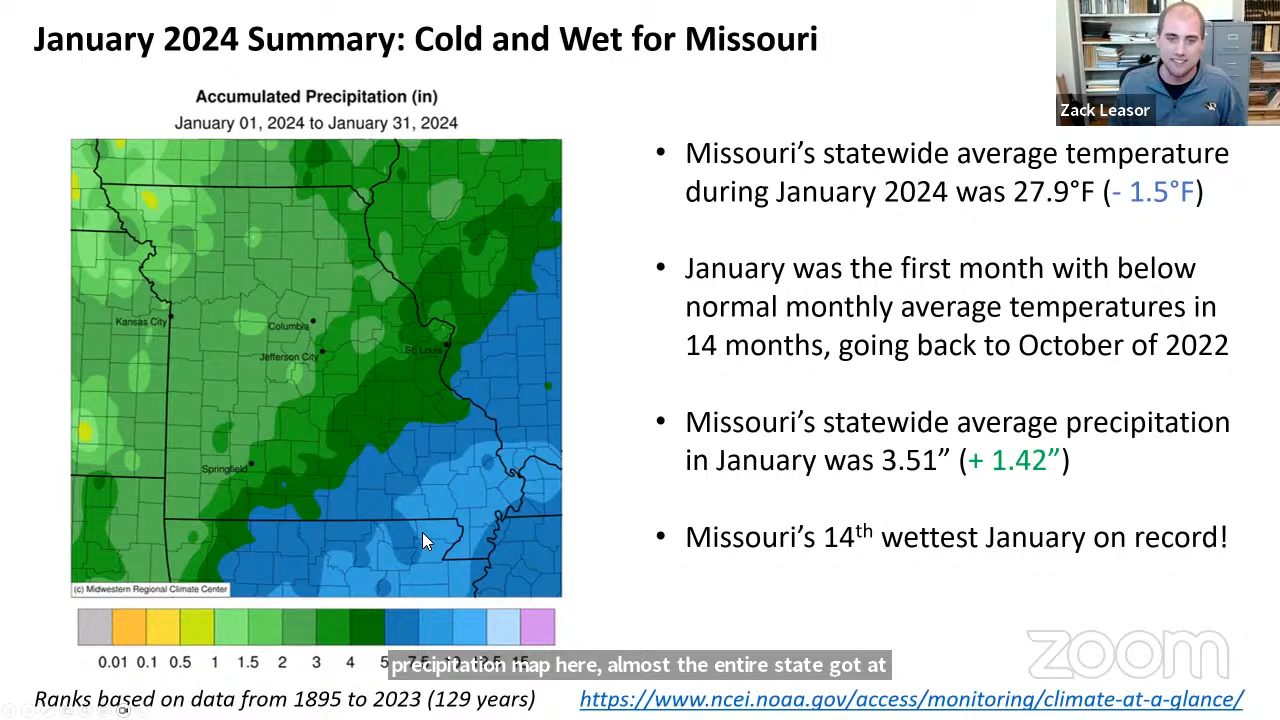 January 2024 Summary: Cold and Wet for Missouri
Zack Leasor
Accumulated Precipitation (in)
January 01, 2024 to January 31, 2024
Kansas City
Columbia
Jefferson City
St. Louis
Springfield
(c) Midwestern Regional Climate Center
0.01 0.1 0.5 1 1.5 2 3 4 5 7.5 10
• Missouri’s statewide average temperature
during January 2024 was 27.9°F (- 1.5°F)
• January was the first month with below
normal monthly average temperatures in
14 months, going back to October of 2022
• Missouri’s statewide average precipitation
in January was 3.51” (+ 1.42”)
• Missouri’s 14th wettest January on record!
zoom
precipitation map here, almost the entire state got at
Ranks based on data from 1895 to 2023 (129 years)
https://www.ncei.noaa.gov/access/monitoring/climate-at-a-glance/